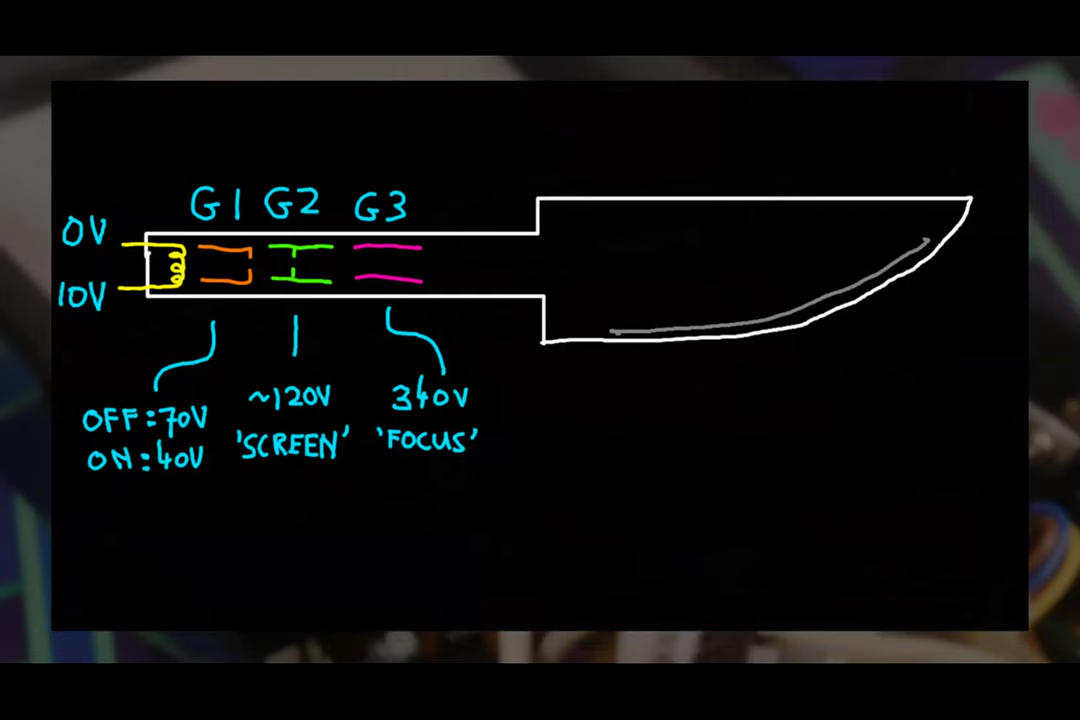 G1 G2 G3
0V
10V
OFF:70V
ON:40V
~120V
'SCREEN'
340V
'FOCUS'